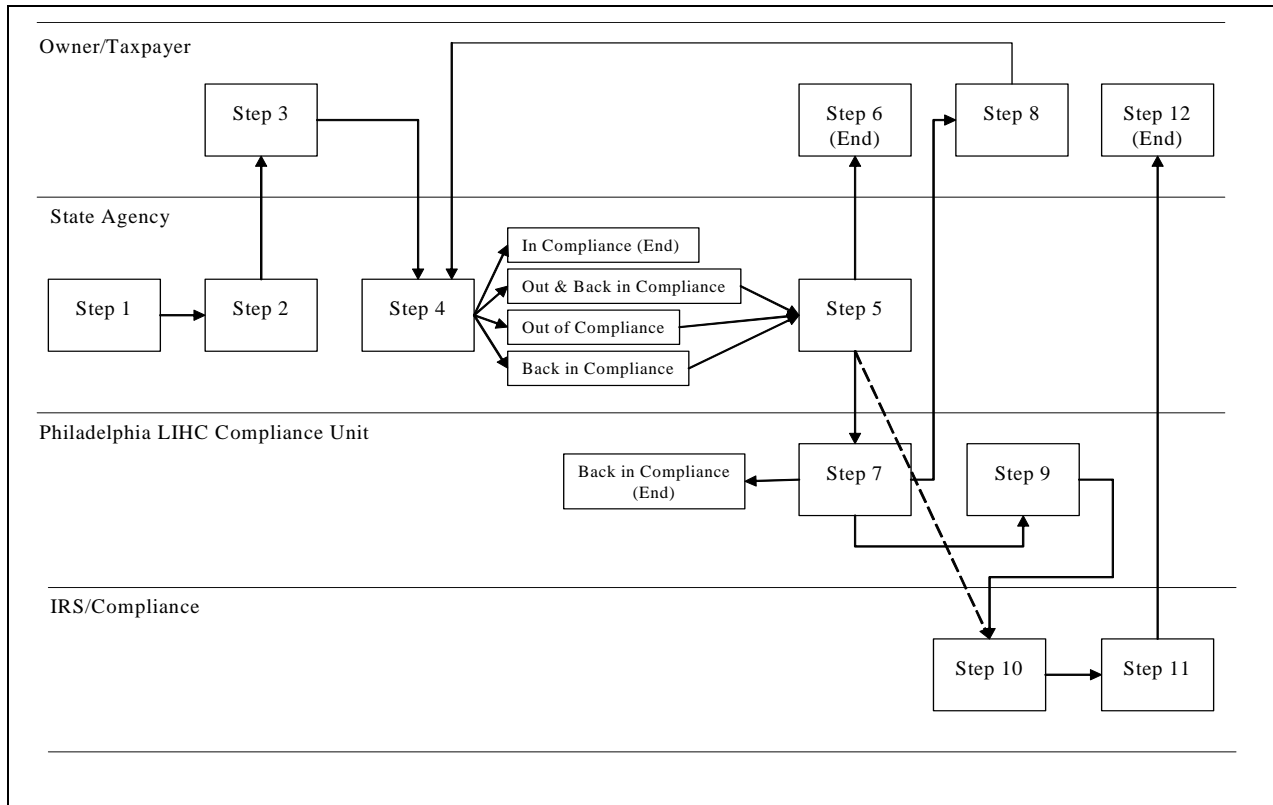 Owner/Taxpayer
Step 3
Step 6
(End)
Step 8
Step 12
(End)
State Agency
Step 1
Step 2
Step 4
In Compliance (End)
Out & Back in Compliance
Out of Compliance
Back in Compliance
Step 5
Philadelphia LIHC Compliance Unit
Back in Compliance
(End)
Step 7
Step 9
IRS/Compliance
Step 10
Step 11